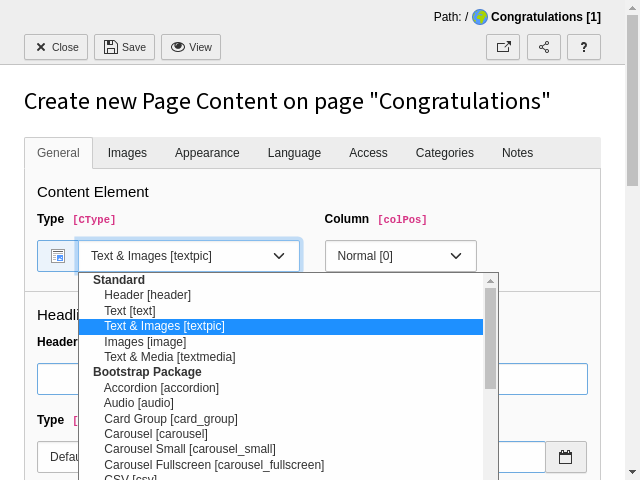 Path: / Congratulations [1]
Close Save View ?
Create new Page Content on page "Congratulations"
General Images Appearance Language Access Categories Notes
Content Element
Type [CType] Column [colPos]
Text & Images [textpic] Normal [0]
Standard
Header [header]
Text [text]
Text & Images [textpic]
Images [image]
Text & Media [textmedia]
Bootstrap Package
Accordion [accordion]
Audio [audio]
Card Group [card_group]
Carousel [carousel]
Carousel Small [carousel_small]
Carousel Fullscreen [carousel_fullscreen]
CSV [csv]
Headli
Header
Type [
Defau